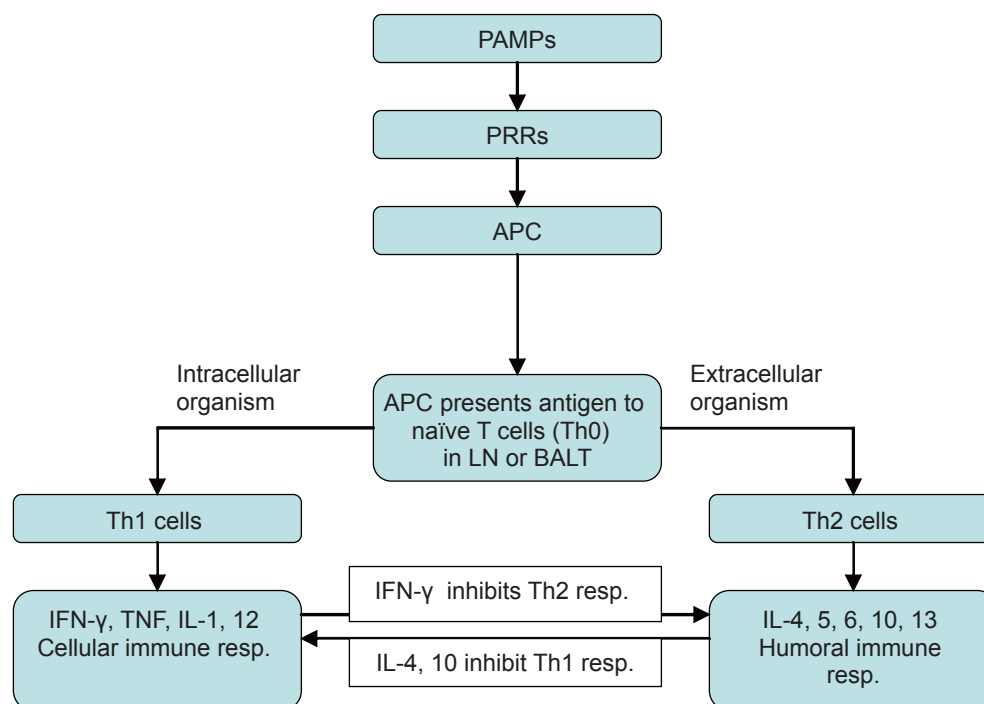 PAMPs
PRRs
APC
Intracellular
organism
APC presents antigen to
naïve T cells (Th0)
in LN or BALT
Extracellular
organism
Th1 cells
Th2 cells
IFN-γ, TNF, IL-1, 12
Cellular immune resp.
IFN-γ inhibits Th2 resp.
IL-4, 10 inhibit Th1 resp.
IL-4, 5, 6, 10, 13
Humoral immune
resp.